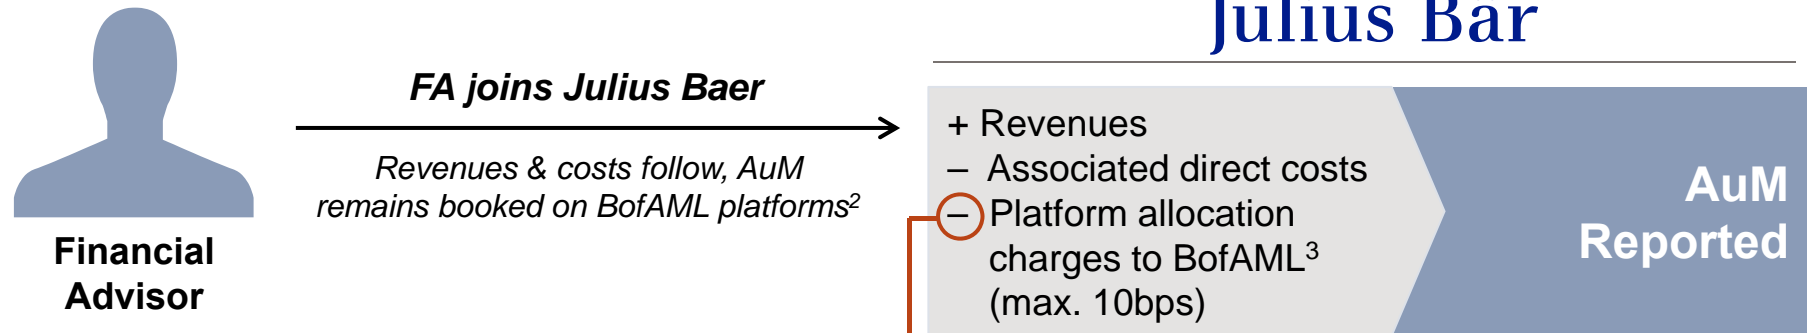 Julius Bär
FA joins Julius Baer
Revenues & costs follow, AuM
remains booked on BofAML platforms²
Financial
Advisor
+ Revenues
– Associated direct costs
– Platform allocation
charges to BofAML³
(max. 10bps)
AuM
Reported